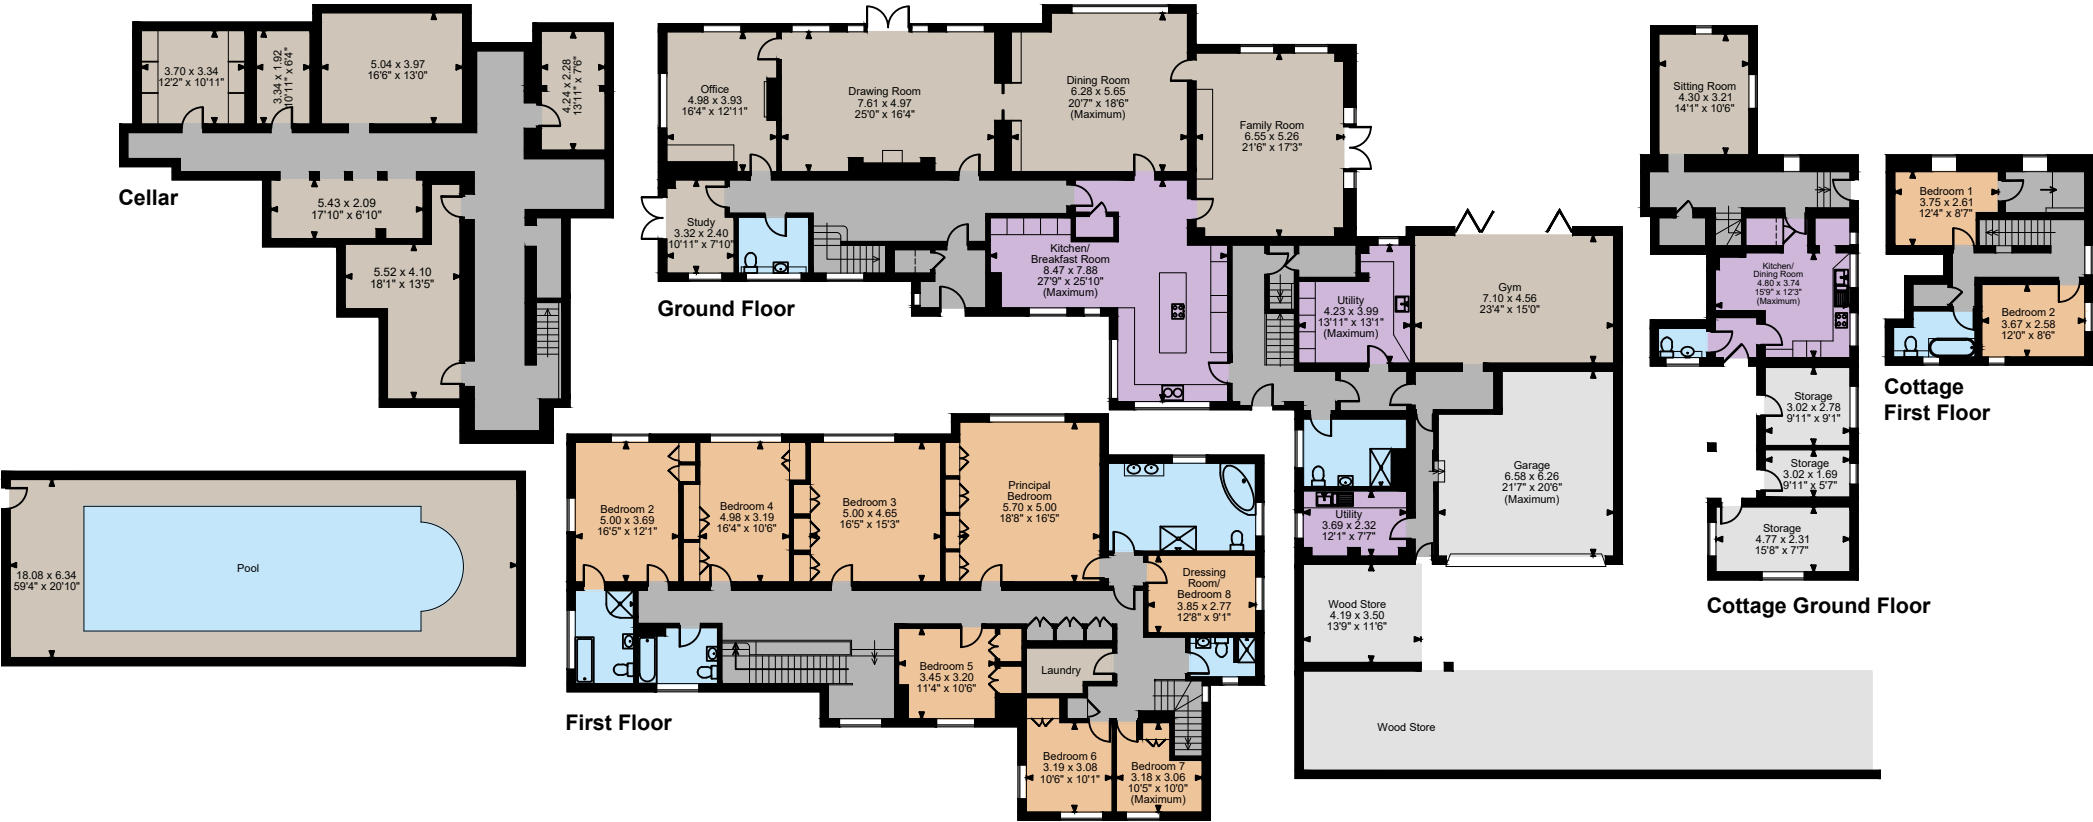 3.70 x 3.34
12'2" x 10'11"
3.34 x 1.92
10'11" x 6'4"
5.04 x 3.97
16'6" x 13'0"
4.24 x 2.28
13'11" x 7'6"
5.43 x 2.09
17'10" x 6'10"
5.52 x 4.10
18'1" x 13'5"
Cellar
Office
4.98 x 3.93
16'4" x 12'11"
Drawing Room
7.61 x 4.97
25'0" x 16'4"
Dining Room
6.28 x 5.65
20'7" x 18'6"
(Maximum)
Family Room
6.55 x 5.26
21'6" x 17'3"
Study
3.32 x 2.40
10'11" x 7'10"
Kitchen/
Breakfast Room
8.47 x 7.88
27'9" x 25'10"
(Maximum)
Utility
4.23 x 3.99
13'11" x 13'1"
(Maximum)
Gym
7.10 x 4.56
23'4" x 15'0"
Garage
6.58 x 6.26
21'7" x 20'6"
(Maximum)
Utility
3.69 x 2.32
12'1" x 7'7"
Wood Store
4.19 x 3.50
13'9" x 11'6"
Wood Store
Ground Floor
Sitting Room
4.30 x 3.21
14'1" x 10'6"
Kitchen/
Dining Room
4.80 x 3.74
15'9" x 12'3"
(Maximum)
Storage
3.02 x 2.78
9'11" x 9'1"
Storage
3.02 x 1.69
9'11" x 5'7"
Storage
4.77 x 2.31
15'8" x 7'7"
Cottage Ground Floor
Bedroom 1
3.75 x 2.61
12'4" x 8'7"
Bedroom 2
3.67 x 2.58
12'0" x 8'6"
Cottage
First Floor
18.08 x 6.34
59'4" x 20'10"
Pool
Bedroom 2
5.00 x 3.69
16'5" x 12'1"
Bedroom 4
4.98 x 3.19
16'4" x 10'6"
Bedroom 3
5.00 x 4.65
16'5" x 15'3"
Principal
Bedroom
5.70 x 5.00
18'8" x 16'5"
Dressing
Room/
Bedroom 8
3.85 x 2.77
12'8" x 9'1"
Bedroom 5
3.45 x 3.20
11'4" x 10'6"
Laundry
Bedroom 6
3.19 x 3.08
10'6" x 10'1"
Bedroom 7
3.18 x 3.06
10'5" x 10'0"
(Maximum)
First Floor